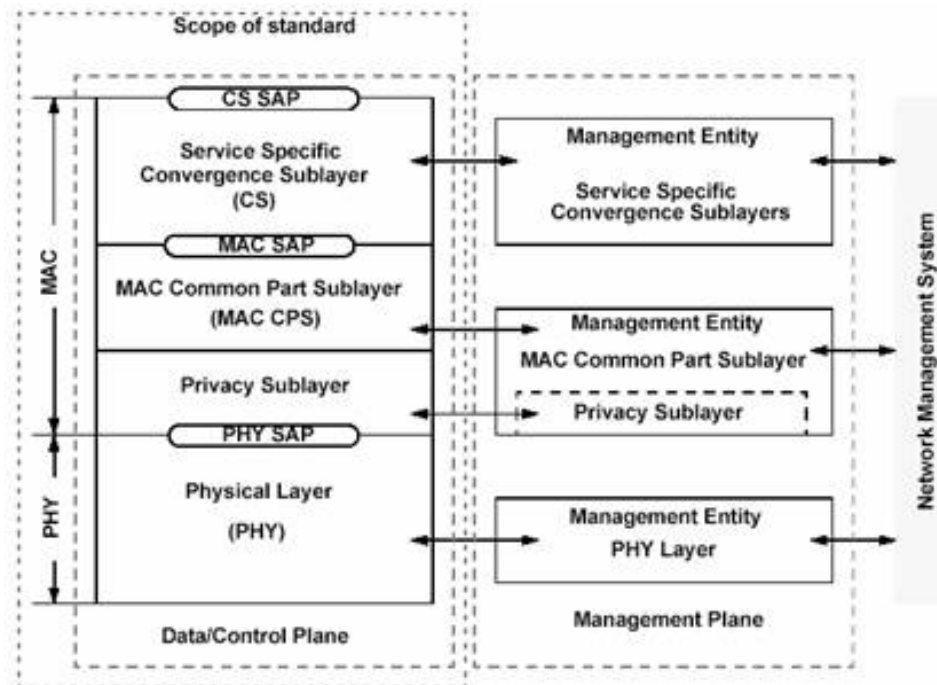 Scope of standard
CS SAP
Service Specific
Convergence Sublayer
(CS)
MAC SAP
MAC Common Part Sublayer
(MAC CPS)
Privacy Sublayer
PHY SAP
Physical Layer
(PHY)
Data/Control Plane
MAC
PHY
Management Entity
Service Specific
Convergence Sublayers
Management Entity
MAC Common Part Sublayer
Privacy Sublayer
Management Entity
PHY Layer
Management Plane
Network Management System